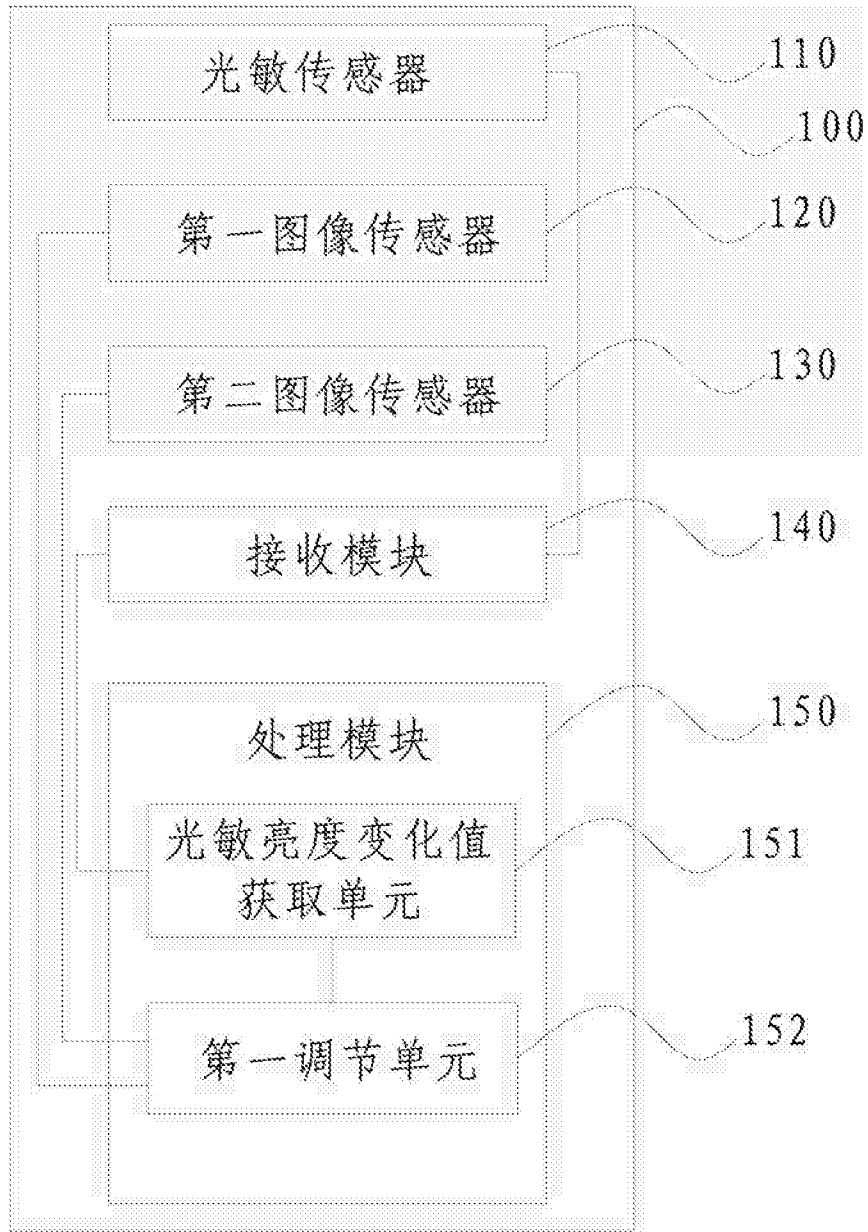 光敏传感器
110
100
第一图像传感器
120
第二图像传感器
130
接收模块
140
处理模块
150
光敏亮度变化值
获取单元
151
第一调节单元
152